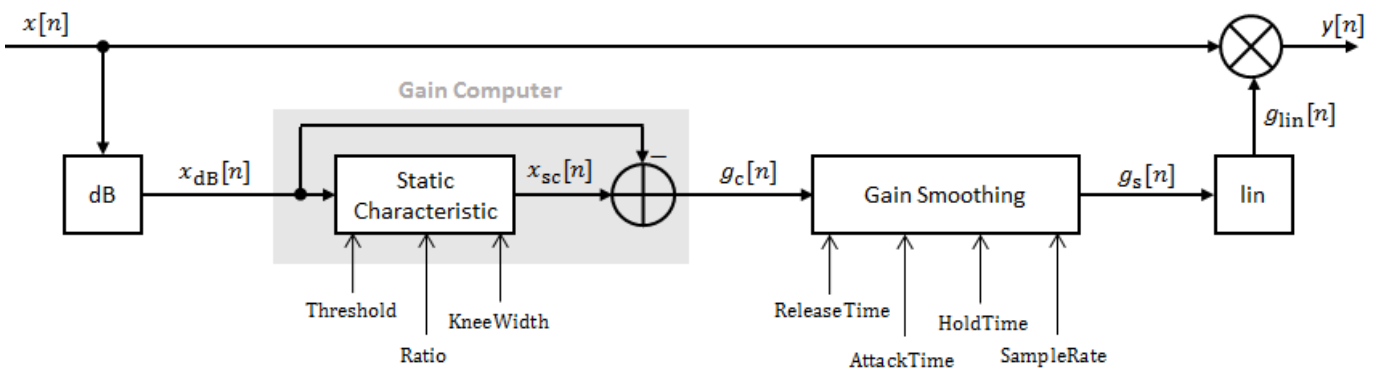 x[n]
y[n]
Gain Computer
g_lin[n]
dB
x_dB[n]
Static
Characteristic
x_sc[n]
−
g_c[n]
Gain Smoothing
g_s[n]
lin
Threshold
Ratio
KneeWidth
ReleaseTime
AttackTime
HoldTime
SampleRate